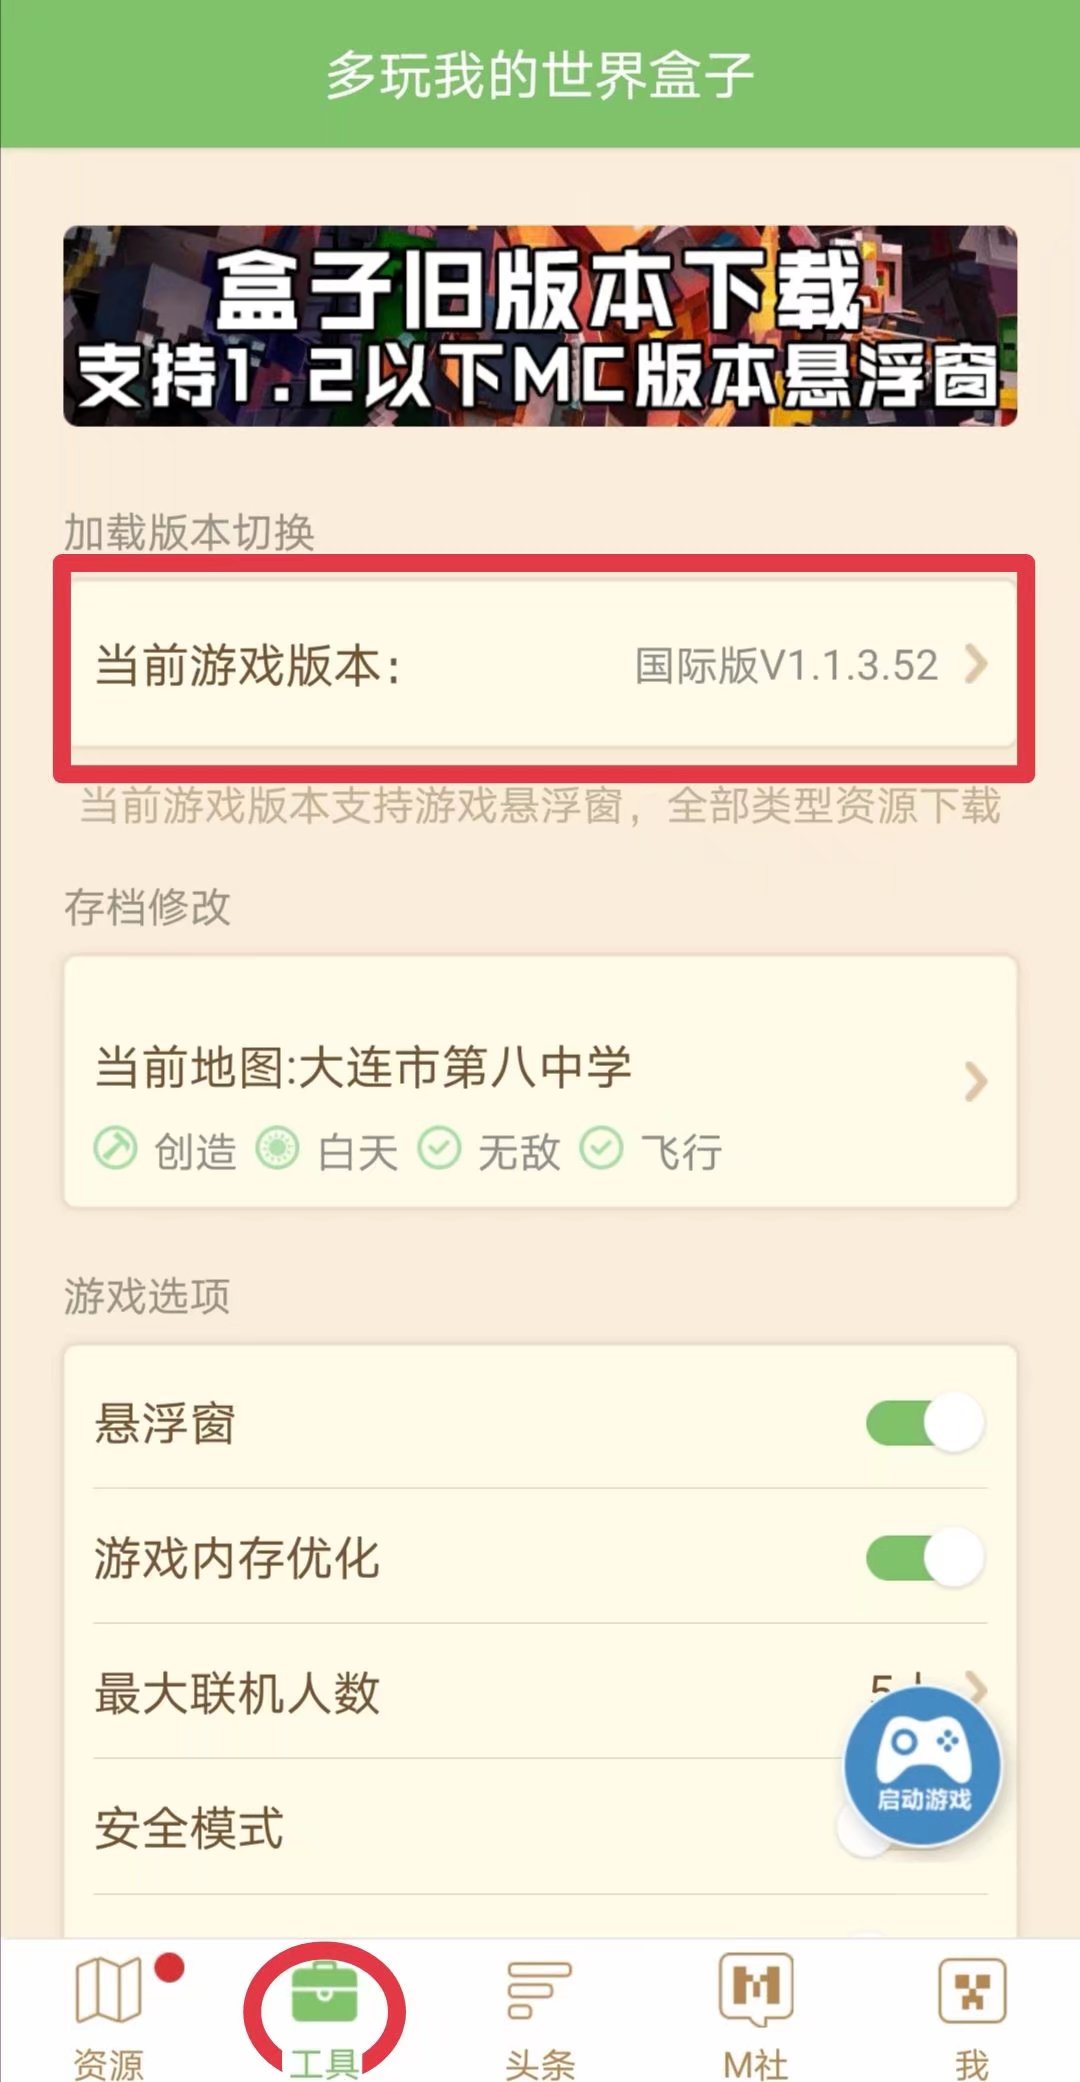 多玩我的世界盒子
盒子旧版本下载
支持1.2以下MC版本悬浮窗
加载版本切换
当前游戏版本： 国际版V1.1.3.52
当前游戏版本支持游戏悬浮窗，全部类型资源下载
存档修改
当前地图:大连市第八中学
创造 白天 无敌 飞行
游戏选项
悬浮窗
游戏内存优化
最大联机人数
安全模式
启动游戏
资源 工具 头条 M社 我